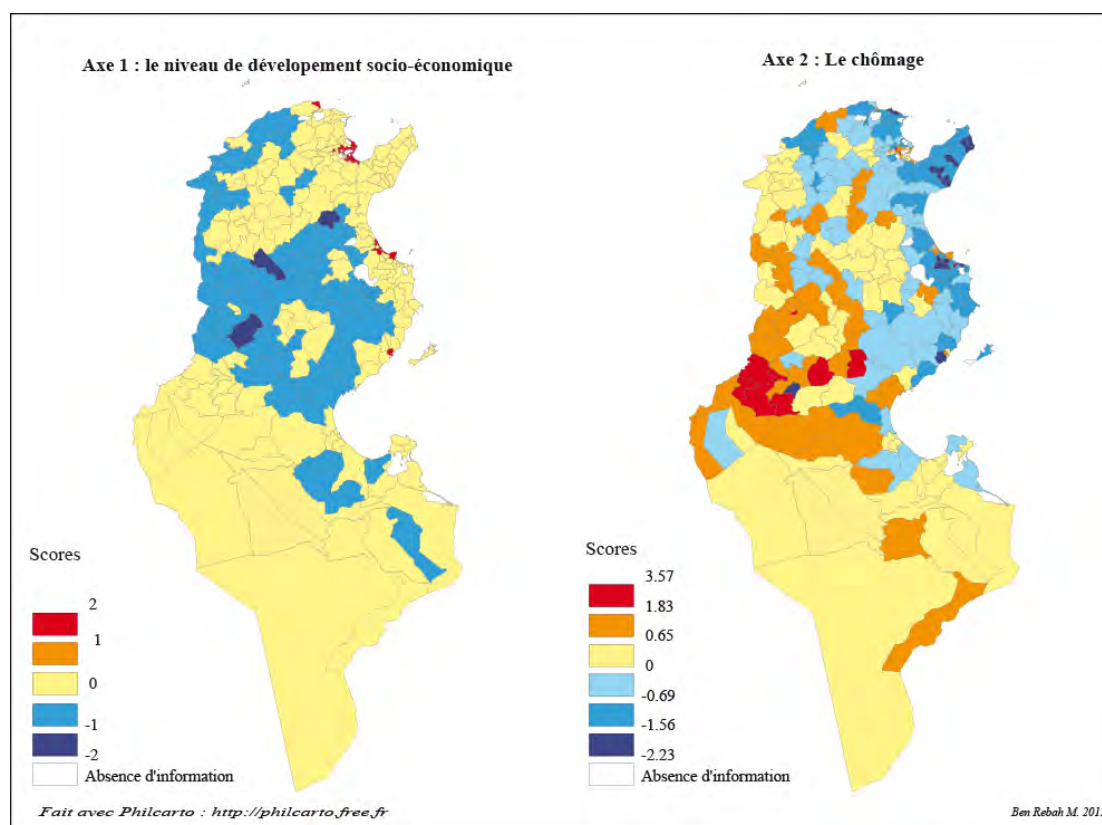 Axe 1 : le niveau de dévelopement socio-économique
Axe 2 : Le chômage
Scores
2
1
0
-1
-2
Absence d'information
Scores
3.57
1.83
0.65
0
-0.69
-1.56
-2.23
Absence d'information
Fait avec Philcarto : http://philcarto.free.fr
Ben Rebah M.